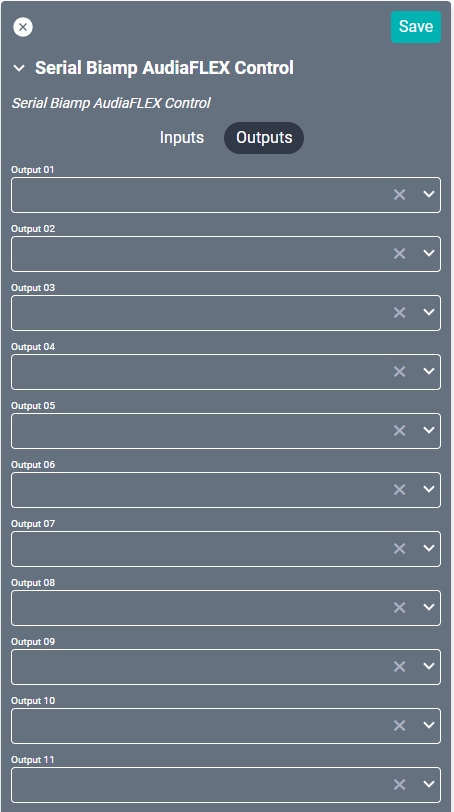 Save
Serial Biamp AudiaFLEX Control
Serial Biamp AudiaFLEX Control
Inputs Outputs
Output 01
Output 02
Output 03
Output 04
Output 05
Output 06
Output 07
Output 08
Output 09
Output 10
Output 11